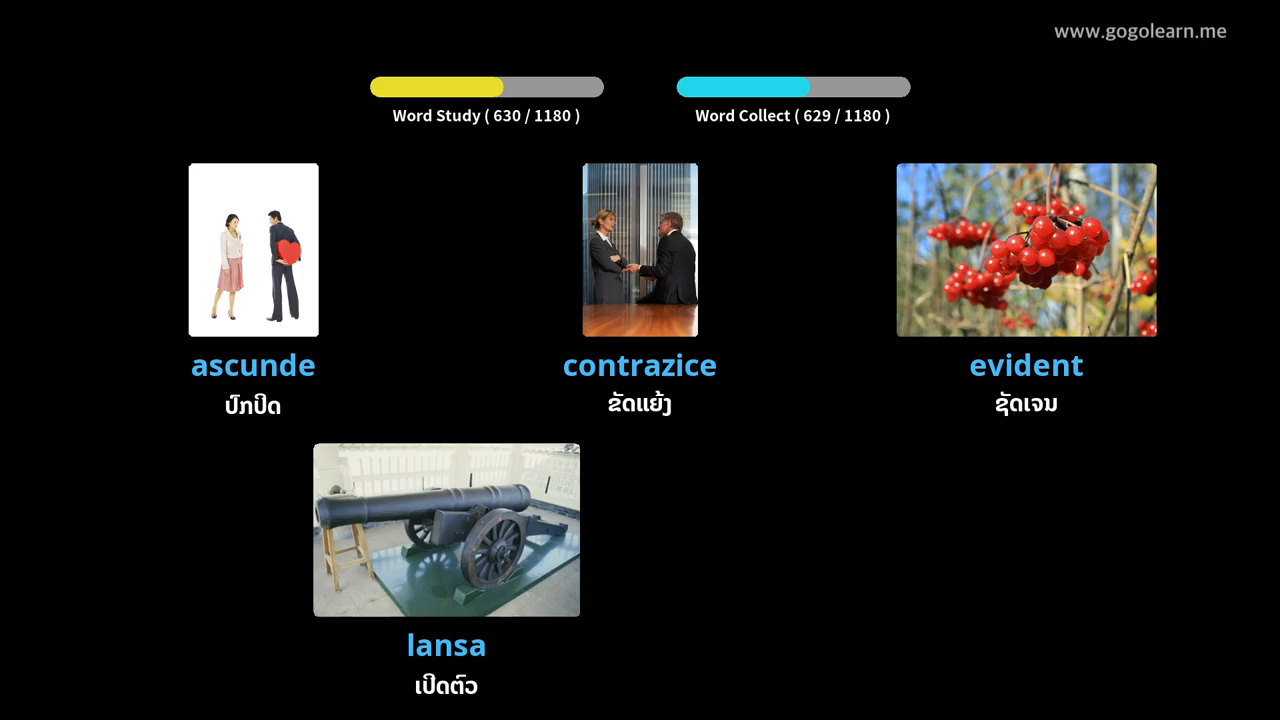 www.gogolearn.me
Word Study ( 630 / 1180 )
Word Collect ( 629 / 1180 )
ascunde
ປົກປິດ
contrazice
ຂັດແຍ້ງ
evident
ຊັດເຈນ
lansa
ເປີດຕົວ